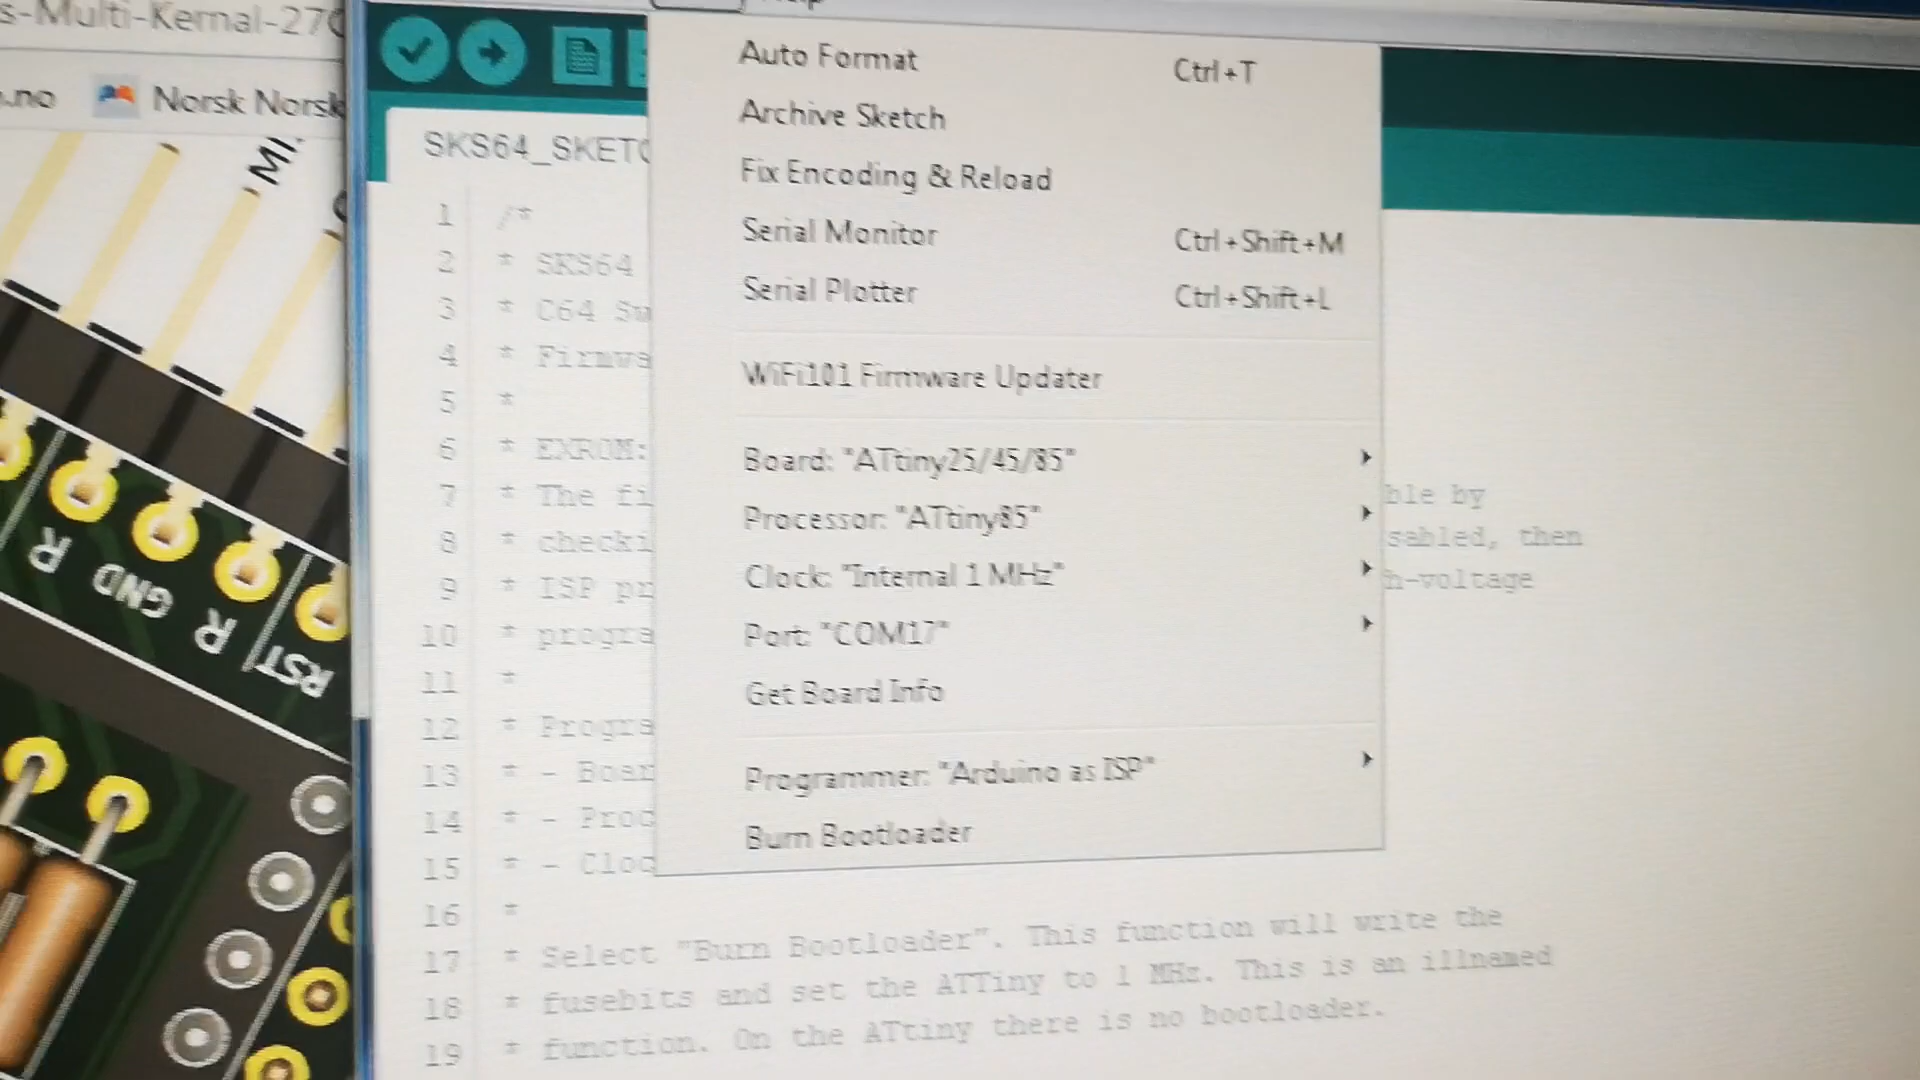 s-Multi-Kernal-27C
.no
Norsk Norsk
MI.
R
GND
R
RST
SKS64_SKETC
Auto Format Ctrl+T
Archive Sketch
Fix Encoding & Reload
Serial Monitor Ctrl+Shift+M
Serial Plotter Ctrl+Shift+L
WiFi101 Firmware Updater
Board: "ATtiny25/45/85"
Processor: "ATtiny85"
Clock: "Internal 1 MHz"
Port: "COM17"
Get Board Info
Programmer: "Arduino as ISP"
Burn Bootloader
1 /*
2 * SKS64
3 * C64 Su
4 * Firmwa
5 *
6 * EXROM:
7 * The fi ble by
8 * checki sabled, then
9 * ISP pr h-voltage
10 * progra
11 *
12 * Progra
13 * - Boar
14 * - Proc
15 * - Cloc
16 *
17 * Select "Burn Bootloader". This function will write the
18 * fusebits and set the ATTiny to 1 MHz. This is an illnamed
19 * function. On the ATtiny there is no bootloader.